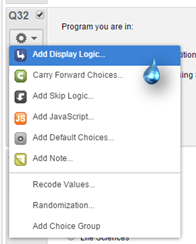 Q32
Program you are in:
Add Display Logic...
Carry Forward Choices...
Add Skip Logic...
JS
Add JavaScript...
Add Default Choices...
Add Note...
Recode Values...
Randomization...
Add Choice Group
Life Sciences